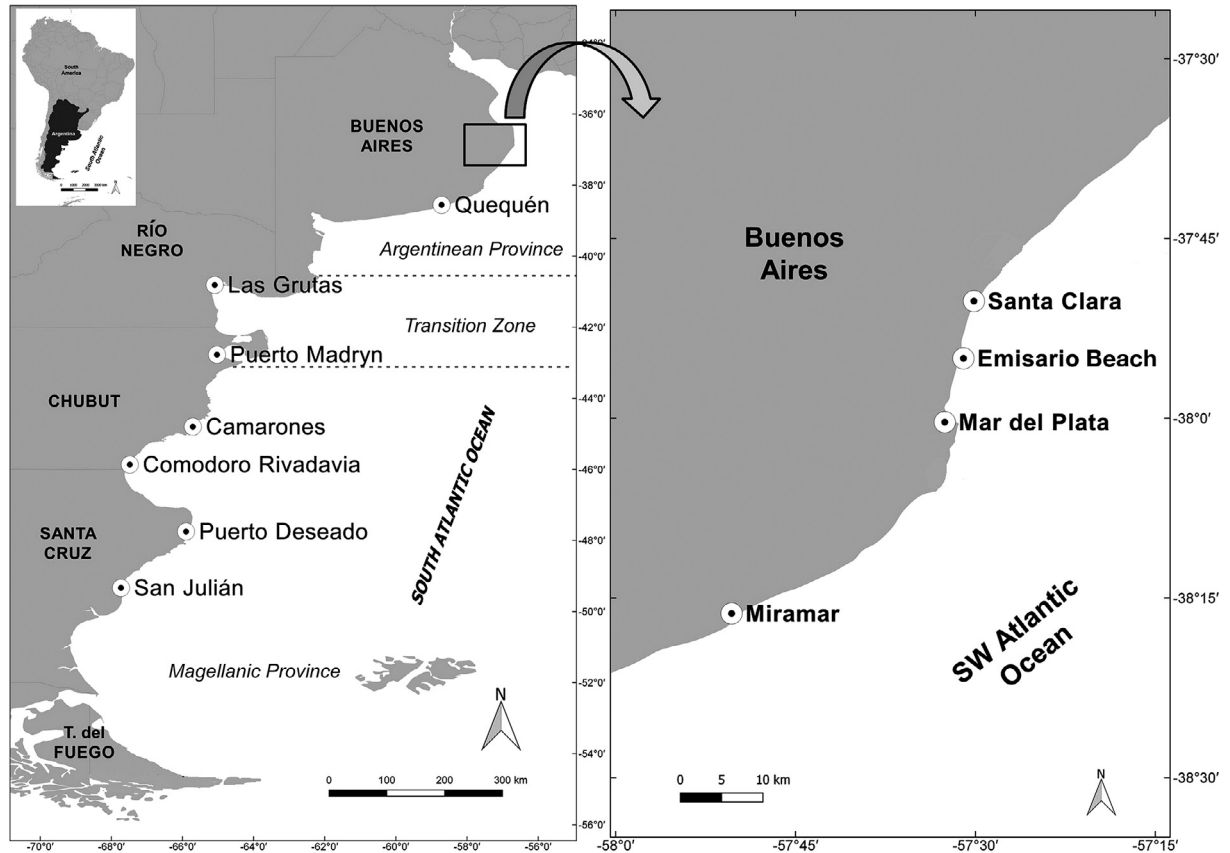 South
America
Argentina
South Atlantic
Ocean
0 1000 2000 3000 km
N
BUENOS
AIRES
Quequén
RÍO
NEGRO
Argentinean Province
Las Grutas
Transition Zone
Puerto Madryn
CHUBUT
Camarones
Comodoro Rivadavia
SOUTH ATLANTIC OCEAN
SANTA
CRUZ
Puerto Deseado
San Julián
Magellanic Province
T. del
FUEGO
N
0 100 200 300 km
-34°0′
-36°0′
-38°0′
-40°0′
-42°0′
-44°0′
-46°0′
-48°0′
-50°0′
-52°0′
-54°0′
-56°0′
-70°0′ -68°0′ -66°0′ -64°0′ -62°0′ -60°0′ -58°0′
Buenos
Aires
Santa Clara
Emisario Beach
Mar del Plata
Miramar
SW Atlantic
Ocean
0 5 10 km
N
-37°30′
-37°45′
-38°0′
-38°15′
-38°30′
-58°0′ -57°45′ -57°30′ -57°15′